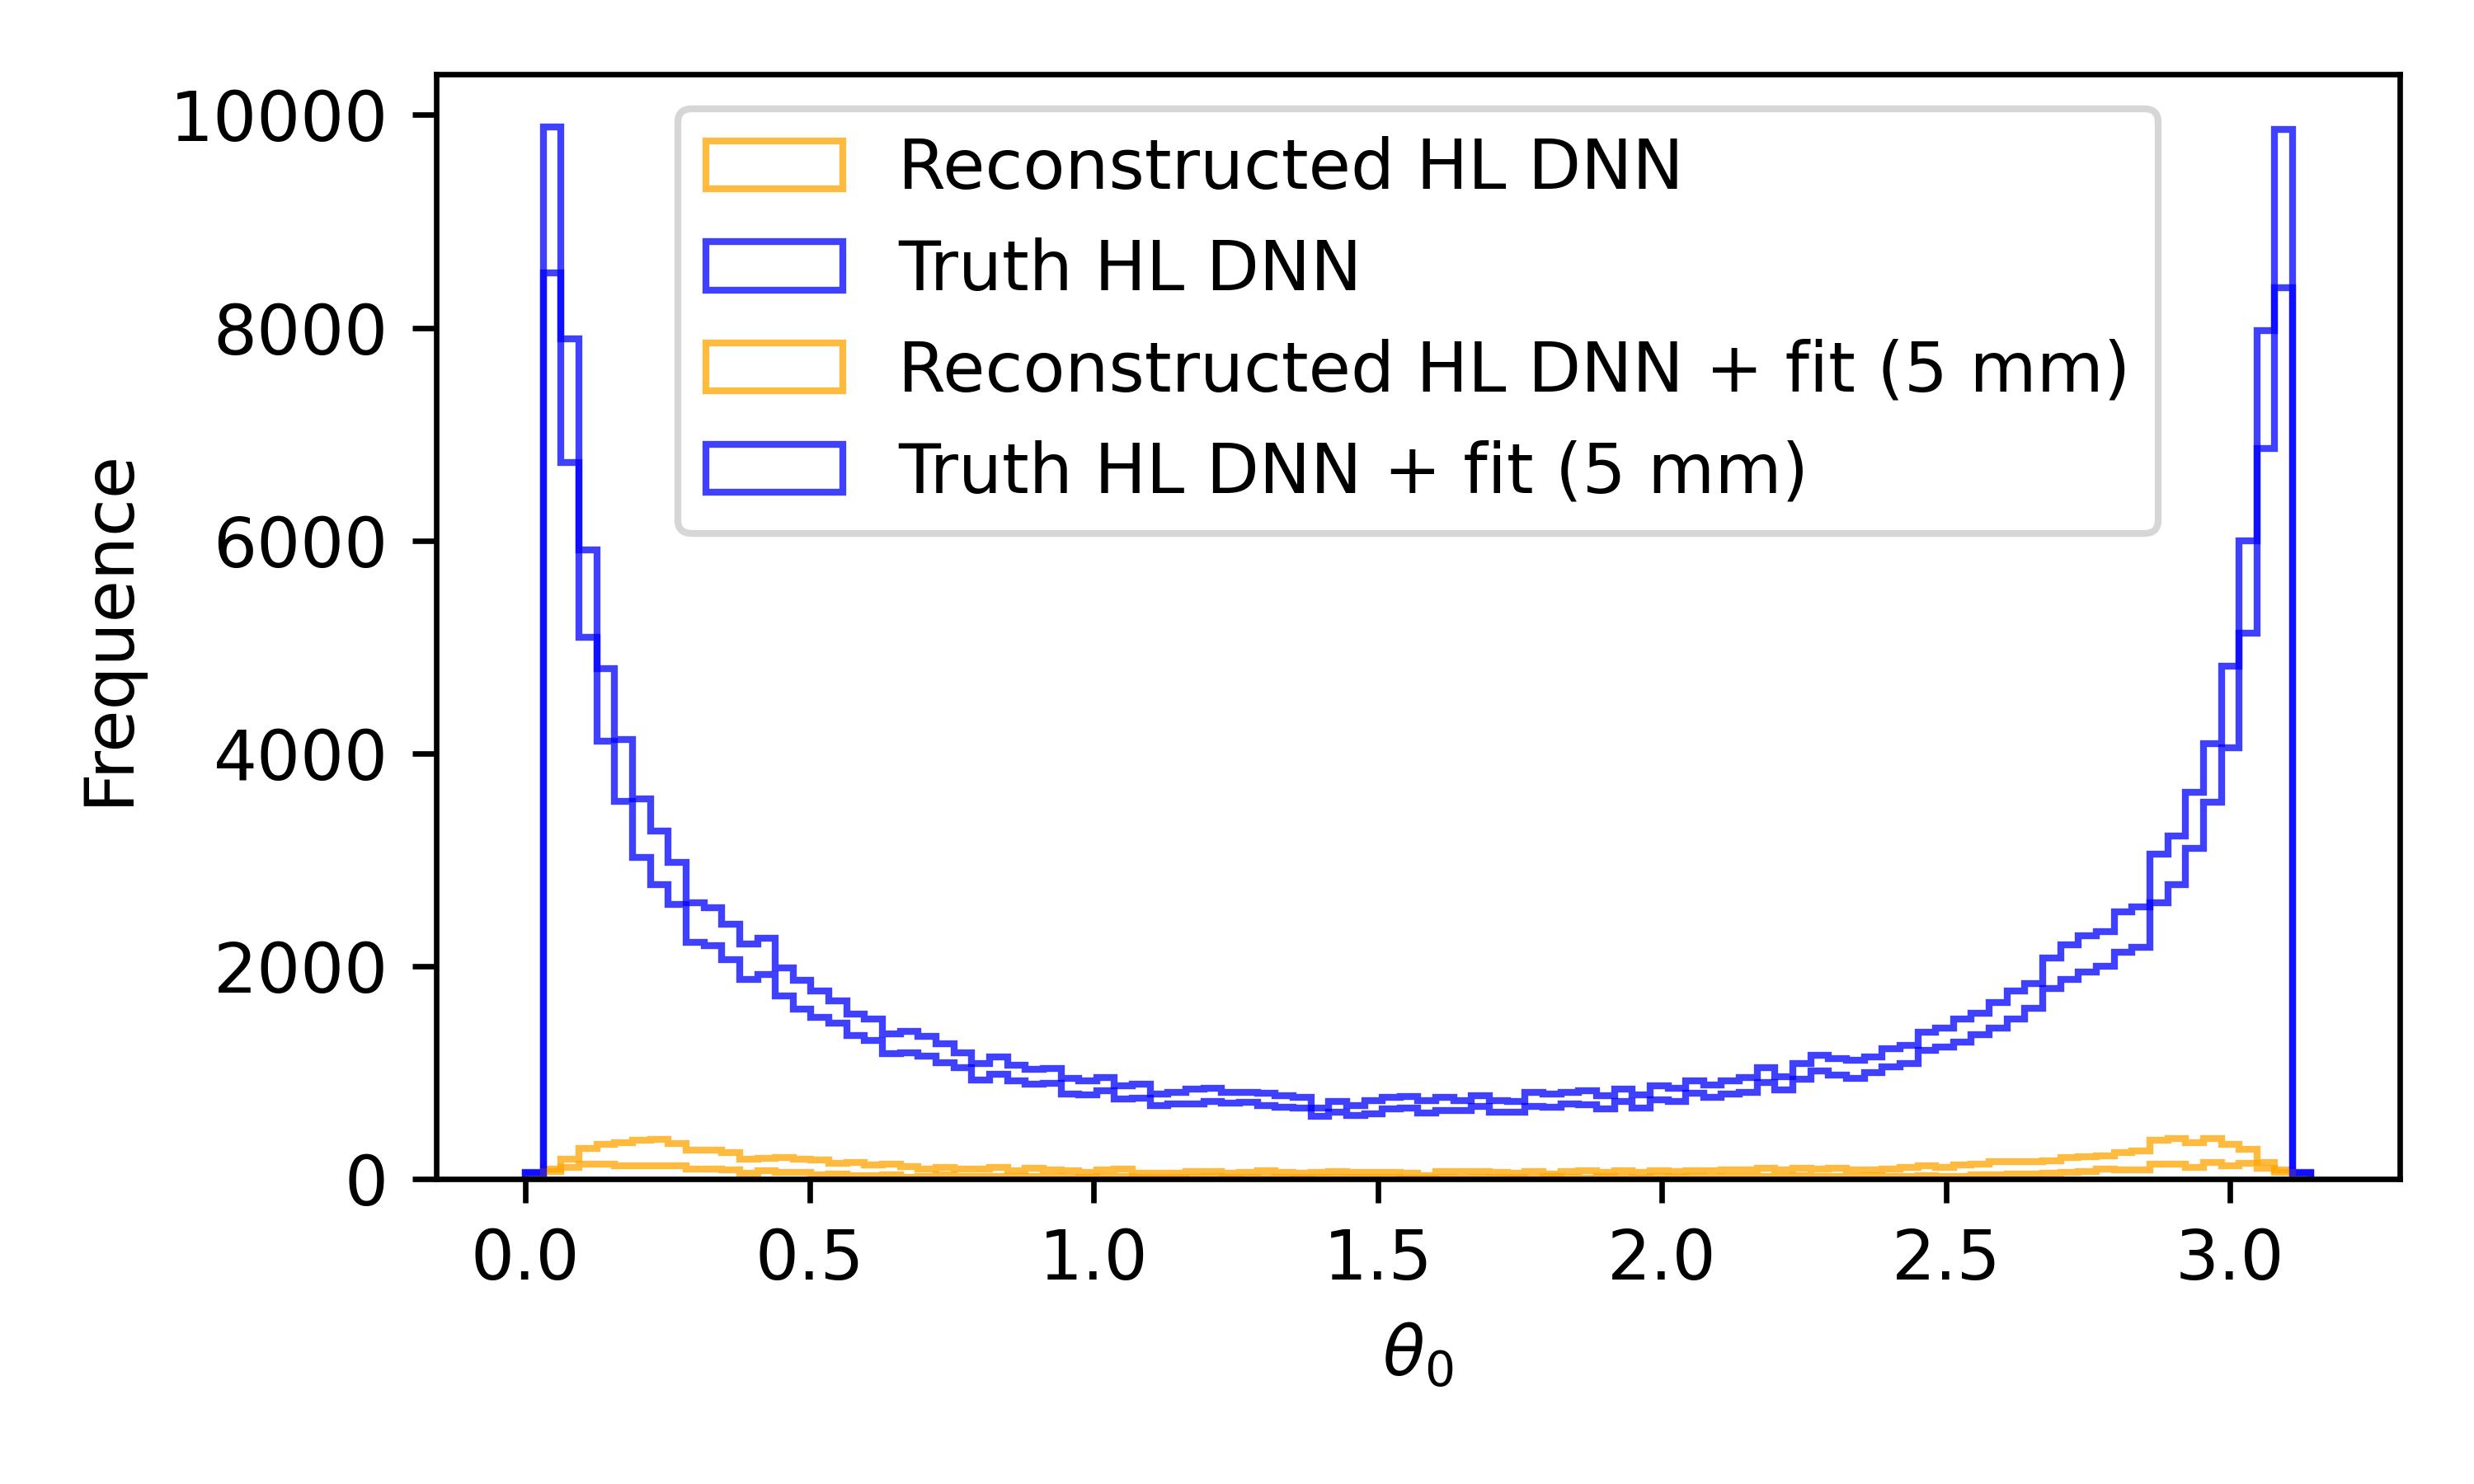 10000
8000
6000
4000
2000
0
Frequence
Reconstructed HL DNN
Truth HL DNN
Reconstructed HL DNN + fit (5 mm)
Truth HL DNN + fit (5 mm)
0.0 0.5 1.0 1.5 2.0 2.5 3.0
θ₀